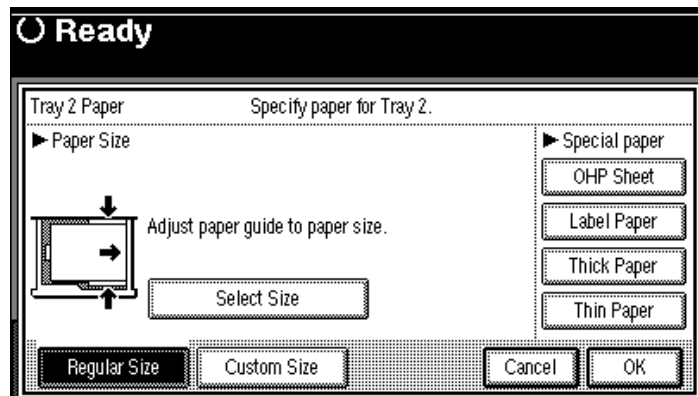 Ready
Tray 2 Paper Specify paper for Tray 2.
► Paper Size
► Special paper
OHP Sheet
Adjust paper guide to paper size.
Label Paper
Thick Paper
Select Size
Thin Paper
Regular Size Custom Size Cancel OK